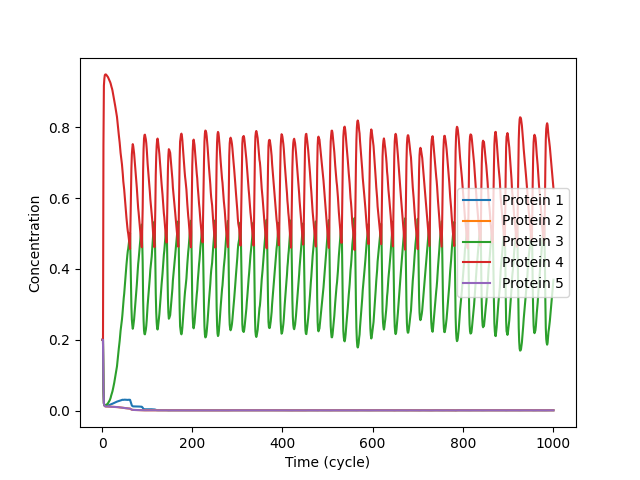 0.8
0.6
0.4
0.2
0.0
Concentration
0
200
400
600
800
1000
Time (cycle)
Protein 1
Protein 2
Protein 3
Protein 4
Protein 5